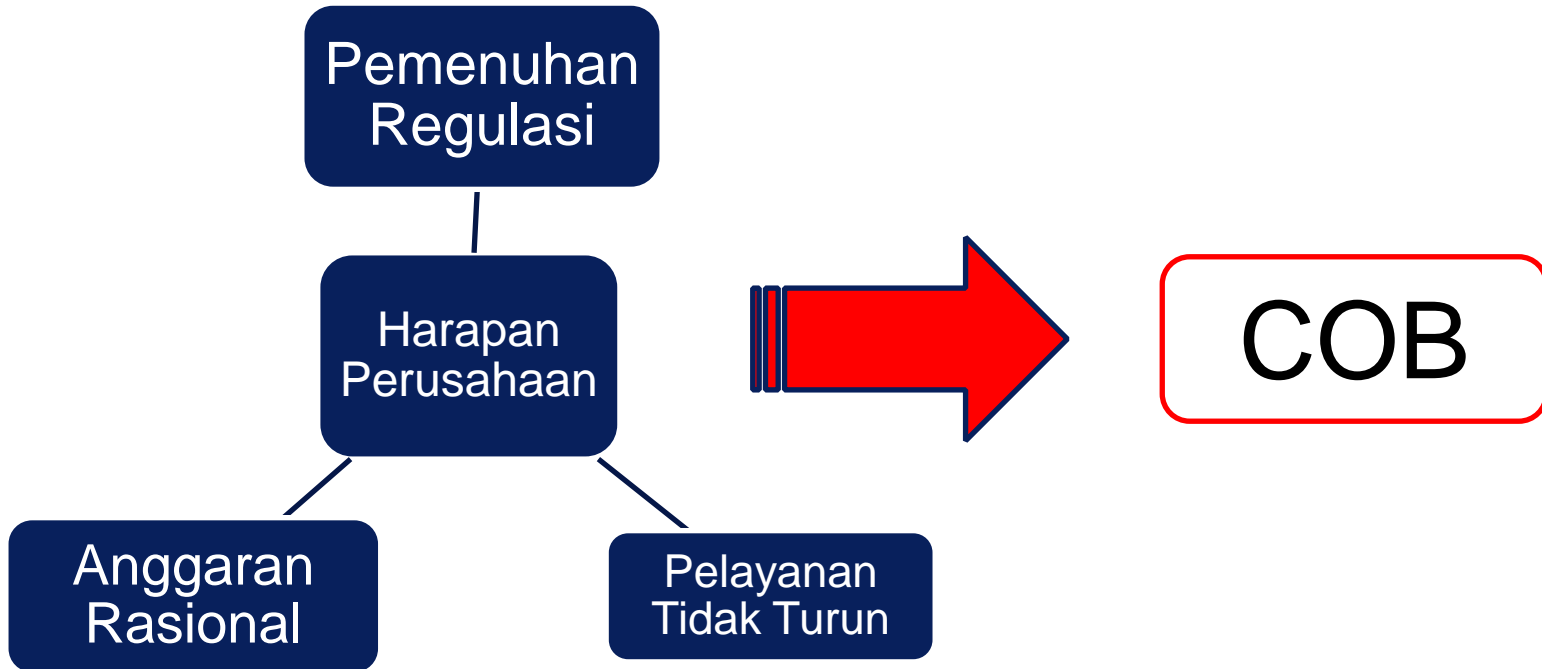 Pemenuhan
Regulasi
Harapan
Perusahaan
COB
Anggaran
Rasional
Pelayanan
Tidak Turun